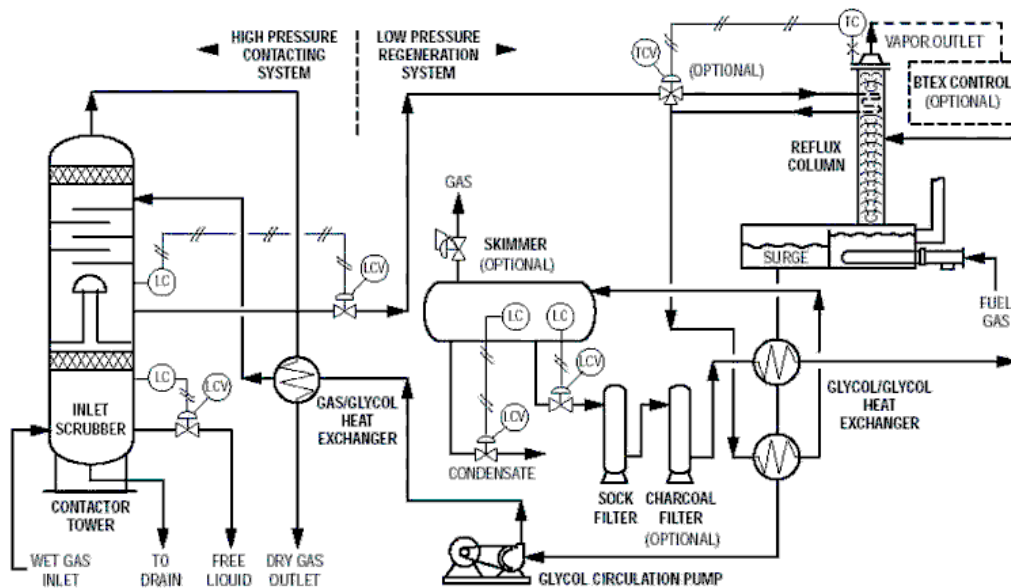 HIGH PRESSURE
CONTACTING
SYSTEM
LOW PRESSURE
REGENERATION
SYSTEM
TC
VAPOR OUTLET
TCV
(OPTIONAL)
BTEX CONTROL
(OPTIONAL)
REFLUX
COLUMN
GAS
SKIMMER
(OPTIONAL)
SURGE
LC
LCV
LC
LC
FUEL
GAS
LC
LCV
LCV
INLET
SCRUBBER
GAS/GLYCOL
HEAT
EXCHANGER
LCV
GLYCOL/GLYCOL
HEAT
EXCHANGER
CONDENSATE
CONTACTOR
TOWER
SOCK
FILTER
CHARCOAL
FILTER
(OPTIONAL)
WET GAS
INLET
TO
DRAIN
FREE
LIQUID
DRY GAS
OUTLET
GLYCOL CIRCULATION PUMP